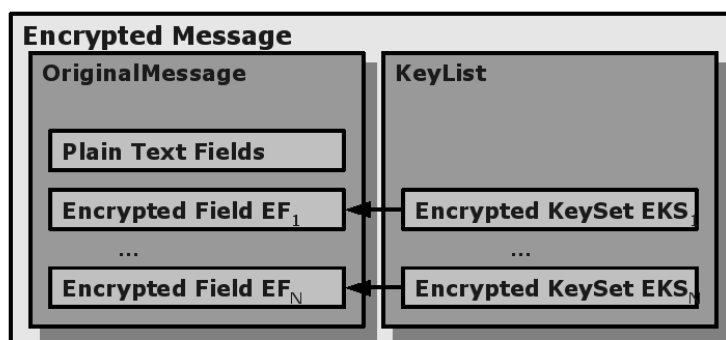 Encrypted Message
OriginalMessage
Plain Text Fields
Encrypted Field EF1
...
Encrypted Field EFN
KeyList
Encrypted KeySet EKS1
...
Encrypted KeySet EKSN